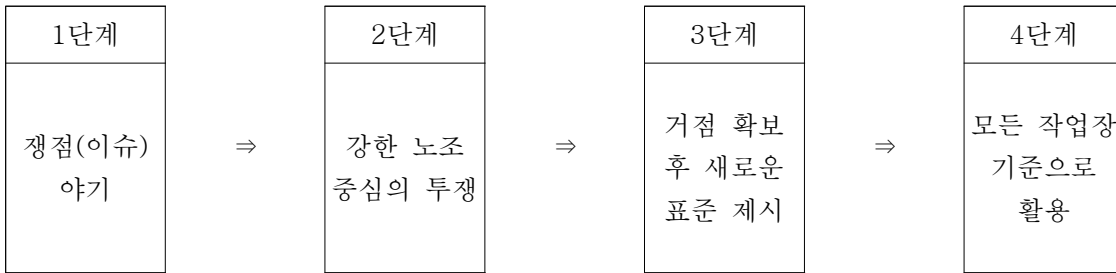 1단계
쟁점(이슈)
야기
⇒
2단계
강한 노조
중심의 투쟁
⇒
3단계
거점 확보
후 새로운
표준 제시
⇒
4단계
모든 작업장
기준으로
활용